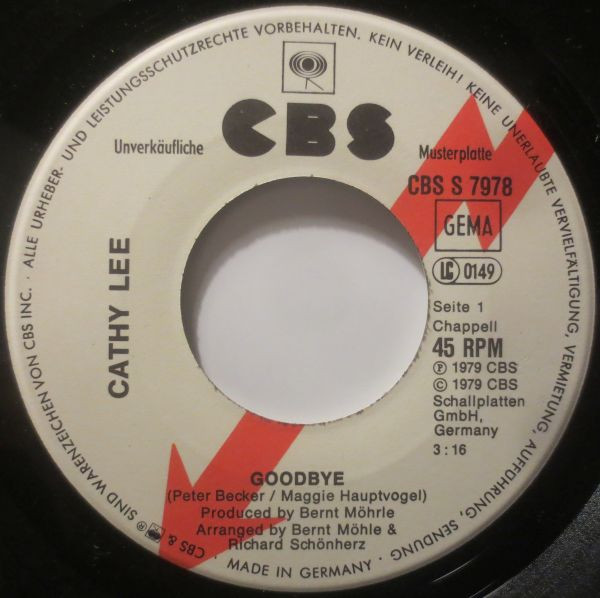 CBS & SIND WARENZEICHEN VON CBS INC. · ALLE URHEBER- UND LEISTUNGSSCHUTZRECHTE VORBEHALTEN. KEIN VERLEIH! KEINE UNERLAUBTE VERVIELFÄLTIGUNG, VERMIETUNG, AUFFÜHRUNG, SENDUNG
CBS
Unverkäufliche
Musterplatte
CBS S 7978
GEMA
LC 0149
CATHY LEE
Seite 1
Chappell
45 RPM
Ⓟ 1979 CBS
© 1979 CBS
Schallplatten
GmbH,
Germany
3:16
GOODBYE
(Peter Becker / Maggie Hauptvogel)
Produced by Bernt Möhrle
Arranged by Bernt Möhle &
Richard Schönherz
MADE IN GERMANY ·